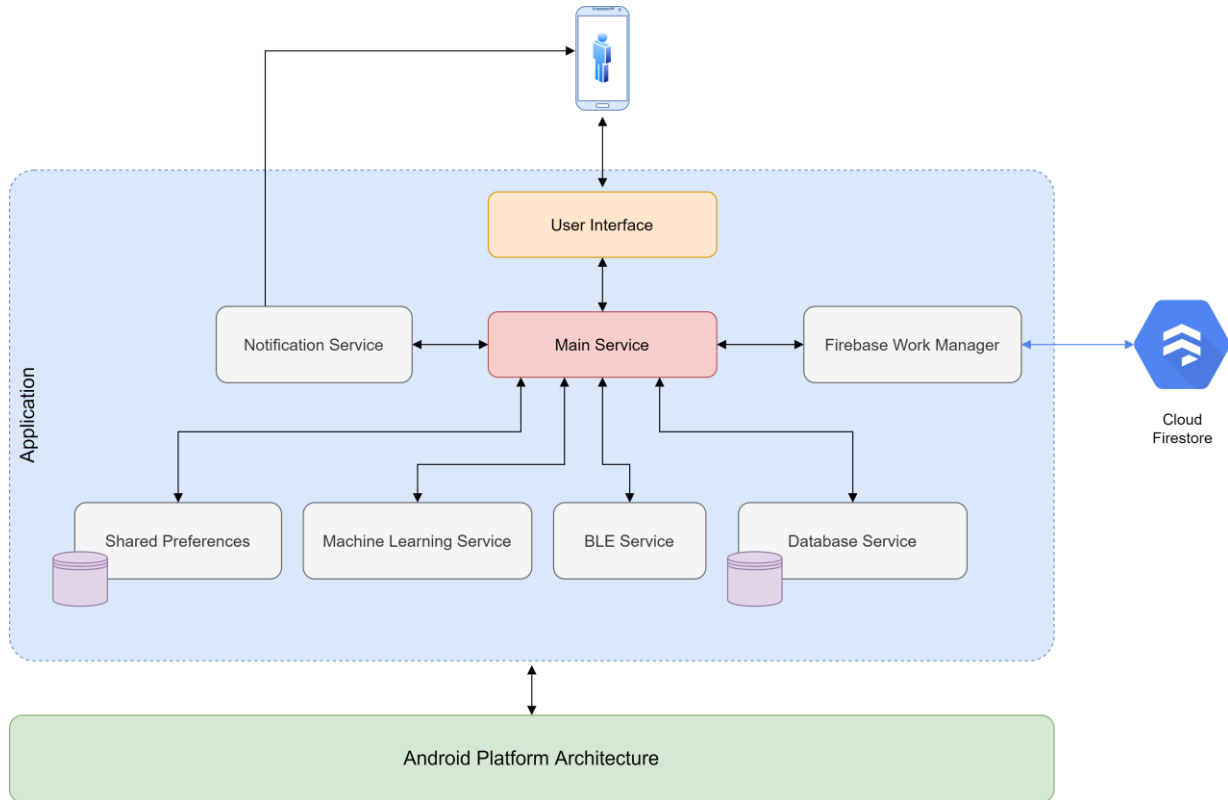 User Interface
Notification Service
Main Service
Firebase Work Manager
Application
Cloud
Firestore
Shared Preferences
Machine Learning Service
BLE Service
Database Service
Android Platform Architecture